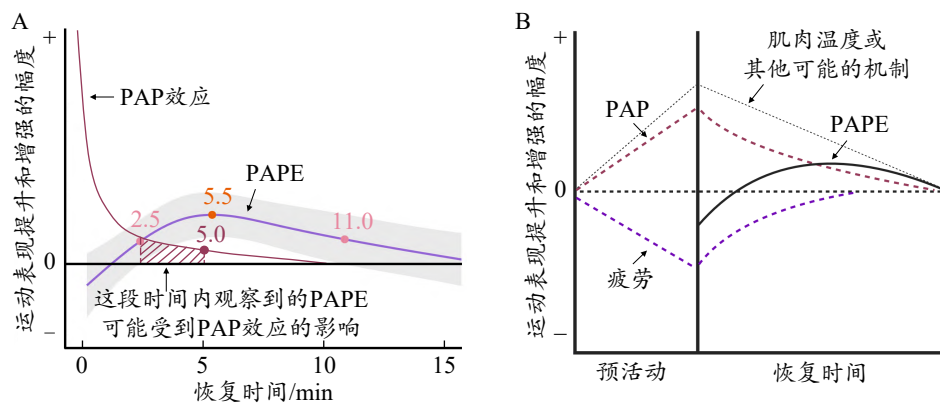 A
运动表现提升和增强的幅度
+
0
−
PAP效应
PAPE
2.5
5.5
5.0
11.0
这段时间内观察到的PAPE
可能受到PAP效应的影响
0
5
10
15
恢复时间/min
B
运动表现提升和增强的幅度
+
0
−
肌肉温度或
其他可能的机制
PAP
PAPE
疲劳
预活动
恢复时间